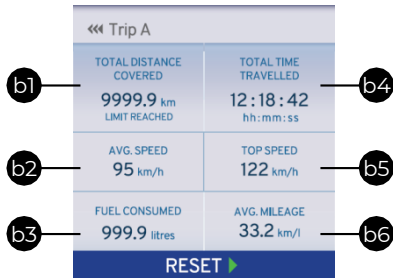 Trip A
b1
TOTAL DISTANCE
COVERED
9999.9 km
LIMIT REACHED
TOTAL TIME
TRAVELLED
12:18:42
hh:mm:ss
b4
b2
AVG. SPEED
95 km/h
TOP SPEED
122 km/h
b5
b3
FUEL CONSUMED
999.9 litres
AVG. MILEAGE
33.2 km/l
b6
RESET